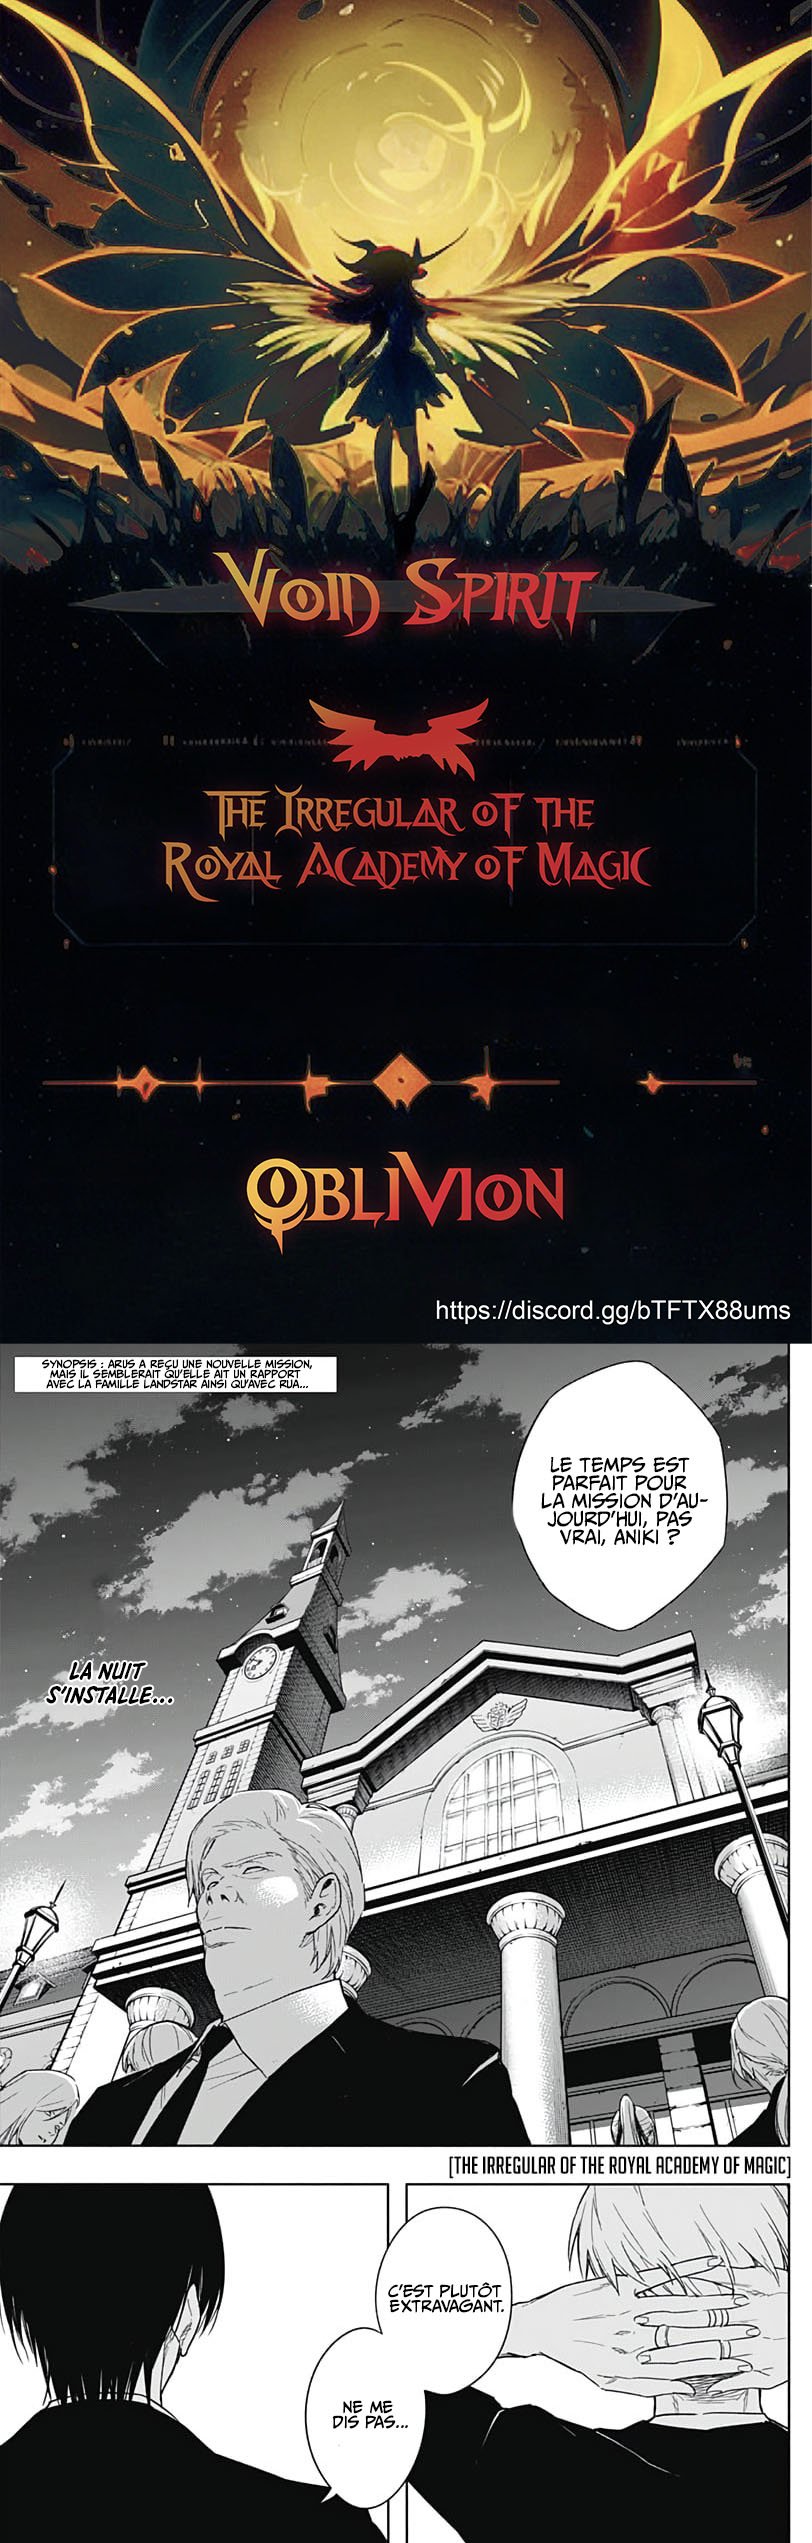 VOID SPIRIT
THE IRREGULAR OF THE
ROYAL ACADEMY OF MAGIC
OBLIVION
https://discord.gg/bTFTX88ums
SYNOPSIS : ARUS A REÇU UNE NOUVELLE MISSION,
MAIS IL SEMBLERAIT QU'ELLE AIT UN RAPPORT
AVEC LA FAMILLE LANDSTAR AINSI QU'AVEC RUA...
LE TEMPS EST
PARFAIT POUR
LA MISSION D'AU-
JOURD'HUI, PAS
VRAI, ANIKI ?
LA NUIT
S'INSTALLE...
[THE IRREGULAR OF THE ROYAL ACADEMY OF MAGIC]
C'EST PLUTÔT
EXTRAVAGANT.
NE ME
DIS PAS...